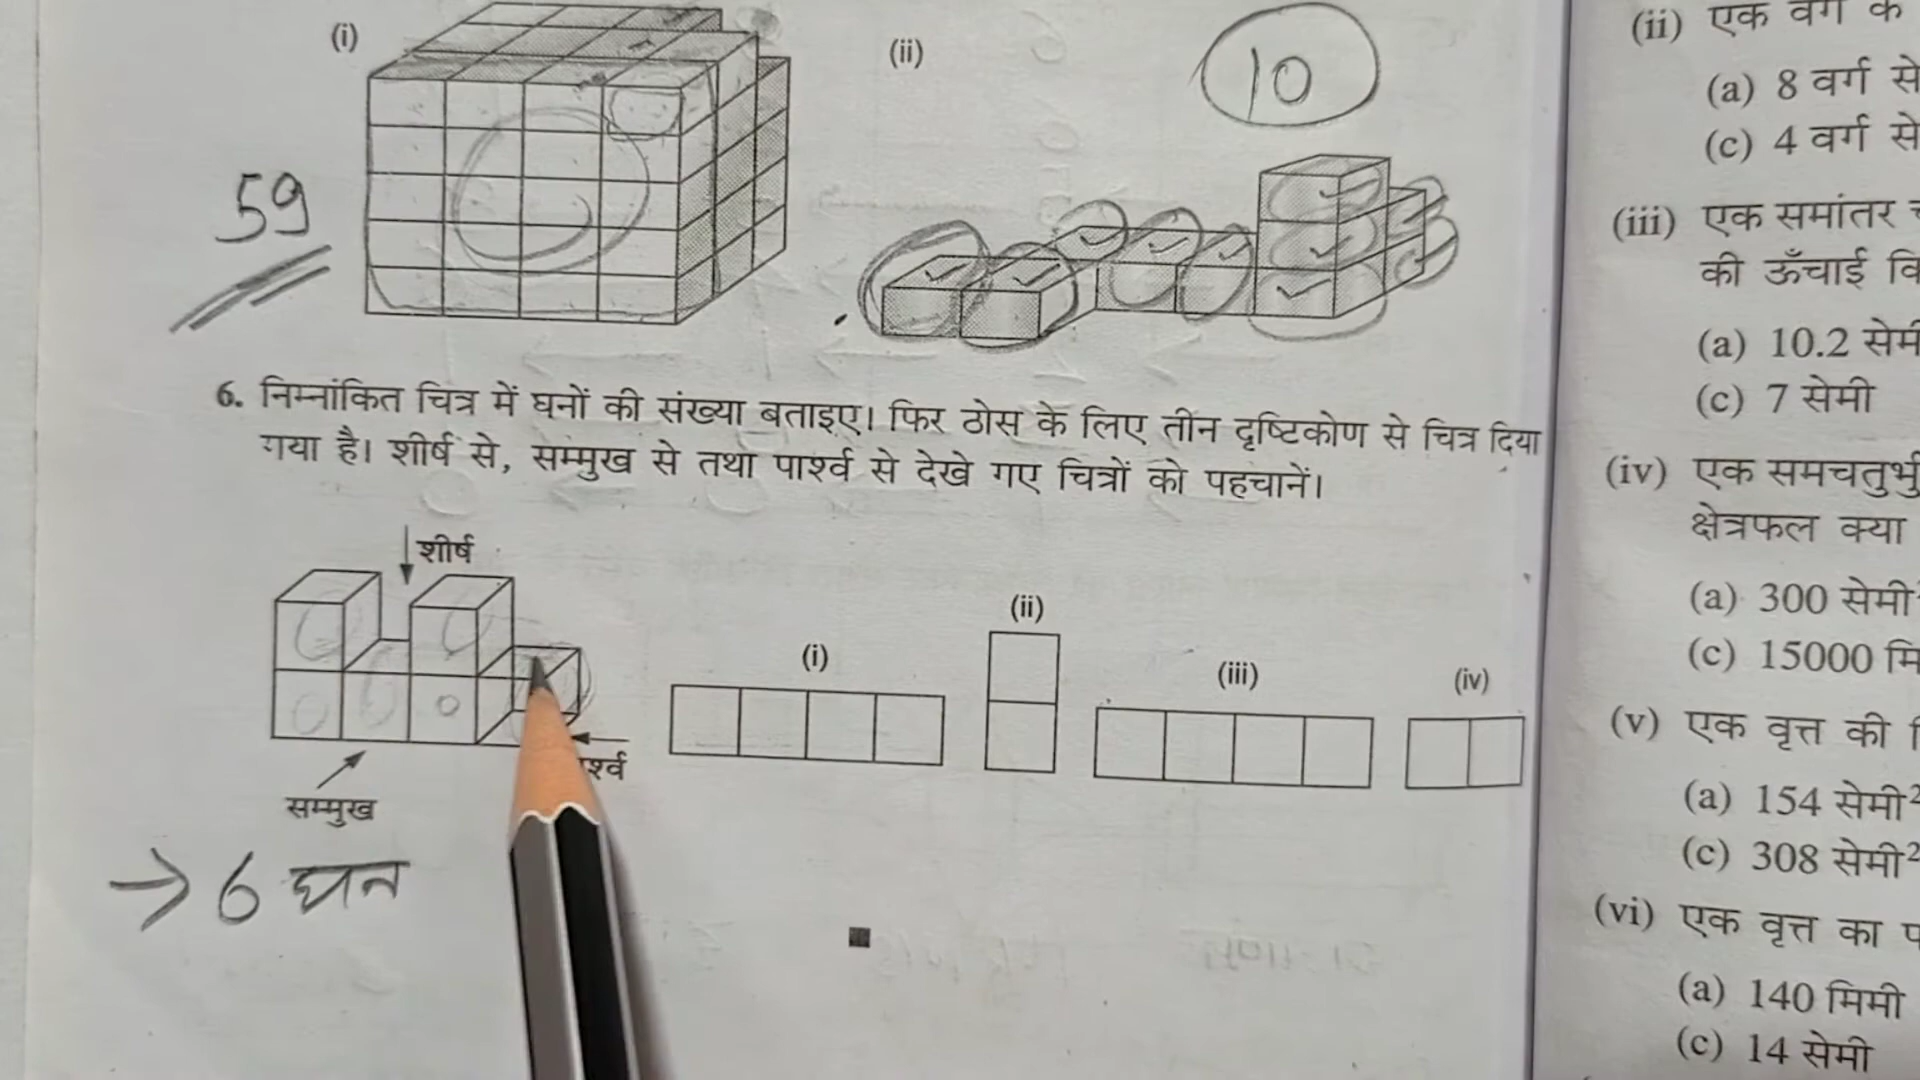 (i)
(ii)
10
59
6. निम्नांकित चित्र में घनों की संख्या बताइए। फिर ठोस के लिए तीन दृष्टिकोण से चित्र दिया
गया है। शीर्ष से, सम्मुख से तथा पार्श्व से देखे गए चित्रों को पहचानें।
शीर्ष
सम्मुख
(i)
(ii)
(iii)
(iv)
→ 6 घन
(ii) एक वर्ग के
(a) 8 वर्ग से
(c) 4 वर्ग से
(iii) एक समांतर
की ऊँचाई
(a) 10.2 सेमी
(c) 7 सेमी
(iv) एक समचतुर्भु
क्षेत्रफल क्या
(a) 300 सेमी
(c) 15000 मि
(v) एक वृत्त की
(a) 154 सेमी²
(c) 308 सेमी²
(vi) एक वृत्त का
(a) 140 मिमी
(c) 14 सेमी